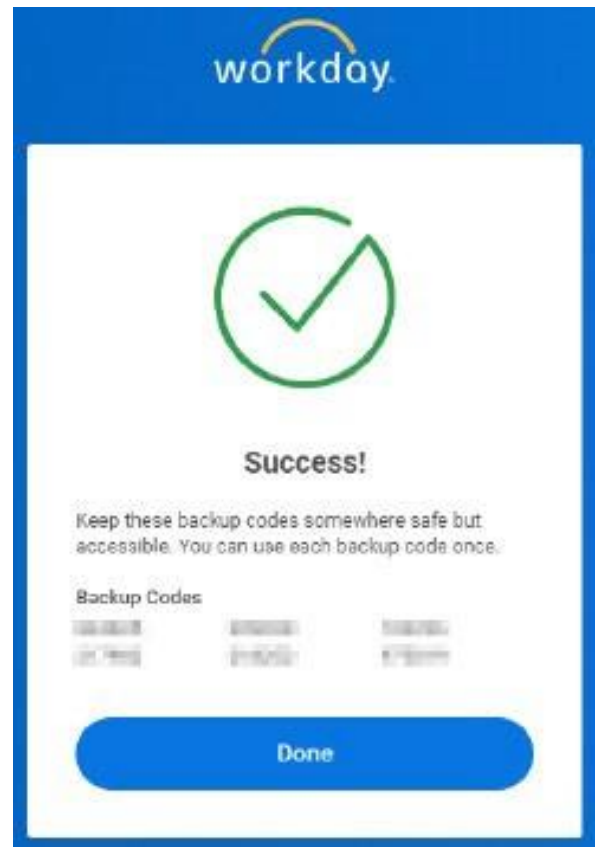 workday.
Success!
Keep these backup codes somewhere safe but
accessible. You can use each backup code once.
Backup Codes
Done